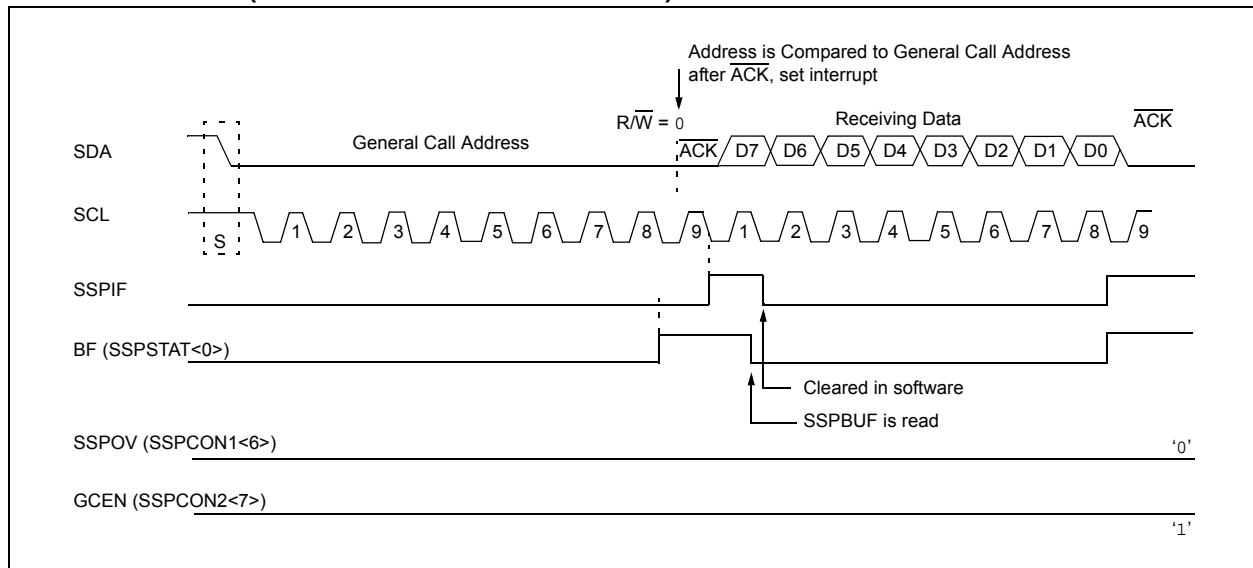 Address is Compared to General Call Address
after ACK, set interrupt
R/W = 0
Receiving Data
ACK
SDA
General Call Address
ACK D7 D6 D5 D4 D3 D2 D1 D0
SCL
S 1 2 3 4 5 6 7 8 9 1 2 3 4 5 6 7 8 9
SSPIF
BF (SSPSTAT<0>)
Cleared in software
SSPBUF is read
SSPOV (SSPCON1<6>)
‘0’
GCEN (SSPCON2<7>)
‘1’